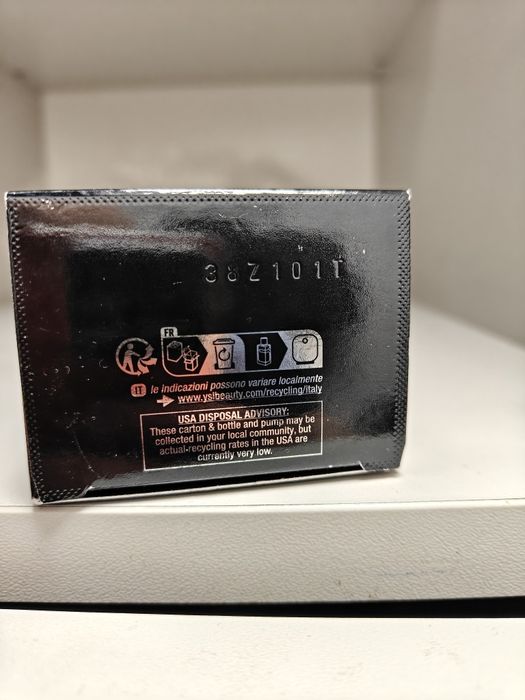 38Z101T
FR
IT le indicazioni possono variare localmente
www.yslbeauty.com/recycling/italy
USA DISPOSAL ADVISORY:
These carton & bottle and pump may be
collected in your local community, but
actual recycling rates in the USA are
currently very low.